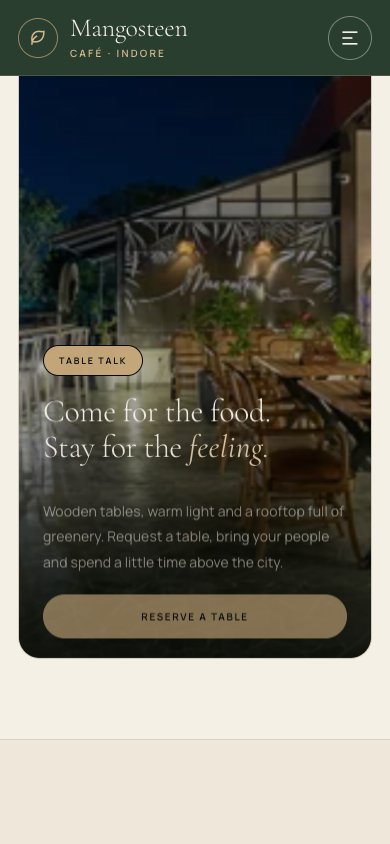 Mangosteen
CAFÉ · INDORE
Mangosteen
TABLE TALK
Come for the food.
Stay for the feeling.
Wooden tables, warm light and a rooftop full of
greenery. Request a table, bring your people
and spend a little time above the city.
RESERVE A TABLE